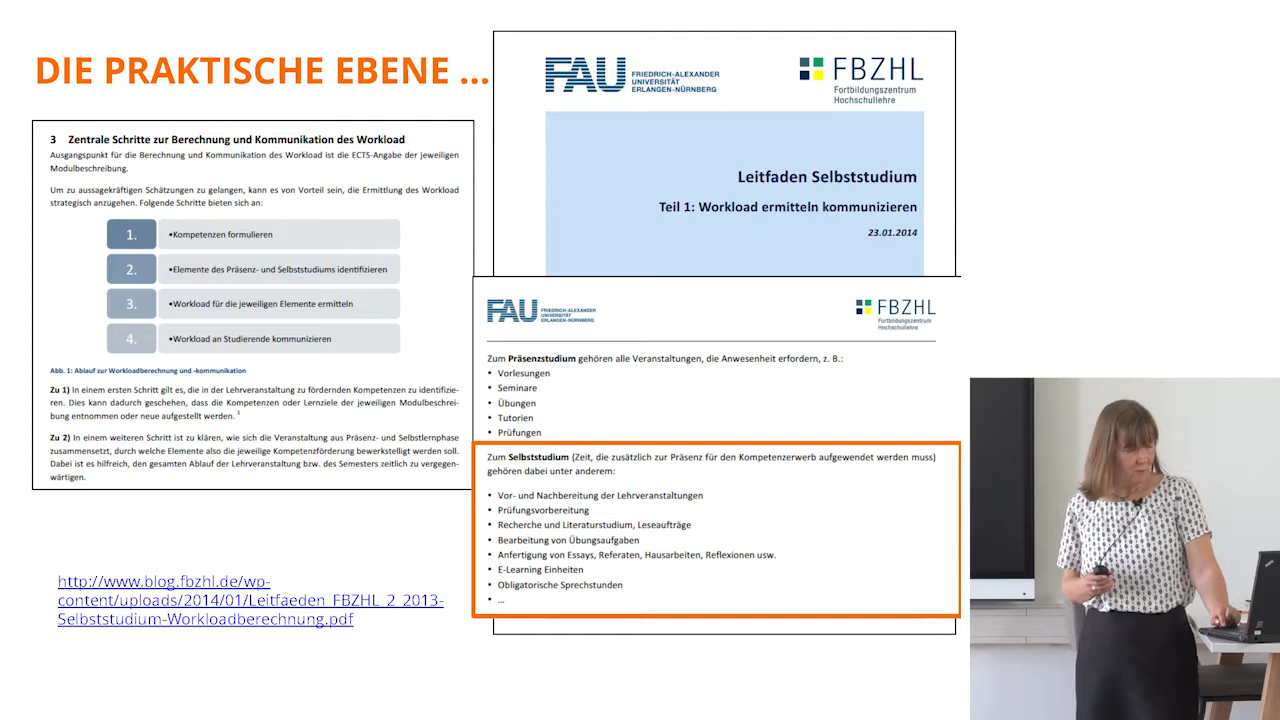 DIE PRAKTISCHE EBENE ...
3 Zentrale Schritte zur Berechnung und Kommunikation des Workload
Ausgangspunkt für die Berechnung und Kommunikation des Workload ist die ECTS-Angabe der jeweiligen
Modulbeschreibung.
Um zu aussagekräftigen Schätzungen zu gelangen, kann es von Vorteil sein, die Ermittlung des Workload
strategisch anzugehen. Folgende Schritte bieten sich an:
1. •Kompetenzen formulieren
2. •Elemente des Präsenz- und Selbststudiums identifizieren
3. •Workload für die jeweiligen Elemente ermitteln
4. •Workload an Studierende kommunizieren
Abb. 1: Ablauf zur Workloadberechnung und -kommunikation
Zu 1) In einem ersten Schritt gilt es, die in der Lehrveranstaltung zu fördernden Kompetenzen zu identifizie-
ren. Dies kann dadurch geschehen, dass die Kompetenzen oder Lernziele der jeweiligen Modulbeschrei-
bung entnommen oder neue aufgestellt werden. 1
Zu 2) In einem weiteren Schritt ist zu klären, wie sich die Veranstaltung aus Präsenz- und Selbstlernphase
zusammensetzt, durch welche Elemente also die jeweilige Kompetenzförderung bewerkstelligt werden soll.
Dabei ist es hilfreich, den gesamten Ablauf der Lehrveranstaltung bzw. des Semesters zeitlich zu vergegen-
wärtigen.
http://www.blog.fbzhl.de/wp-
content/uploads/2014/01/Leitfaeden_FBZHL_2_2013-
Selbststudium-Workloadberechnung.pdf
FAU FRIEDRICH-ALEXANDER
UNIVERSITÄT
ERLANGEN-NÜRNBERG
FBZHL
Fortbildungszentrum
Hochschullehre
Leitfaden Selbststudium
Teil 1: Workload ermitteln kommunizieren
23.01.2014
FAU FRIEDRICH-ALEXANDER
UNIVERSITÄT
ERLANGEN-NÜRNBERG
FBZHL
Fortbildungszentrum
Hochschullehre
Zum Präsenzstudium gehören alle Veranstaltungen, die Anwesenheit erfordern, z. B.:
• Vorlesungen
• Seminare
• Übungen
• Tutorien
• Prüfungen
Zum Selbststudium (Zeit, die zusätzlich zur Präsenz für den Kompetenzerwerb aufgewendet werden muss)
gehören dabei unter anderem:
• Vor- und Nachbereitung der Lehrveranstaltungen
• Prüfungsvorbereitung
• Recherche und Literaturstudium, Leseaufträge
• Bearbeitung von Übungsaufgaben
• Anfertigung von Essays, Referaten, Hausarbeiten, Reflexionen usw.
• E-Learning Einheiten
• Obligatorische Sprechstunden
• ...